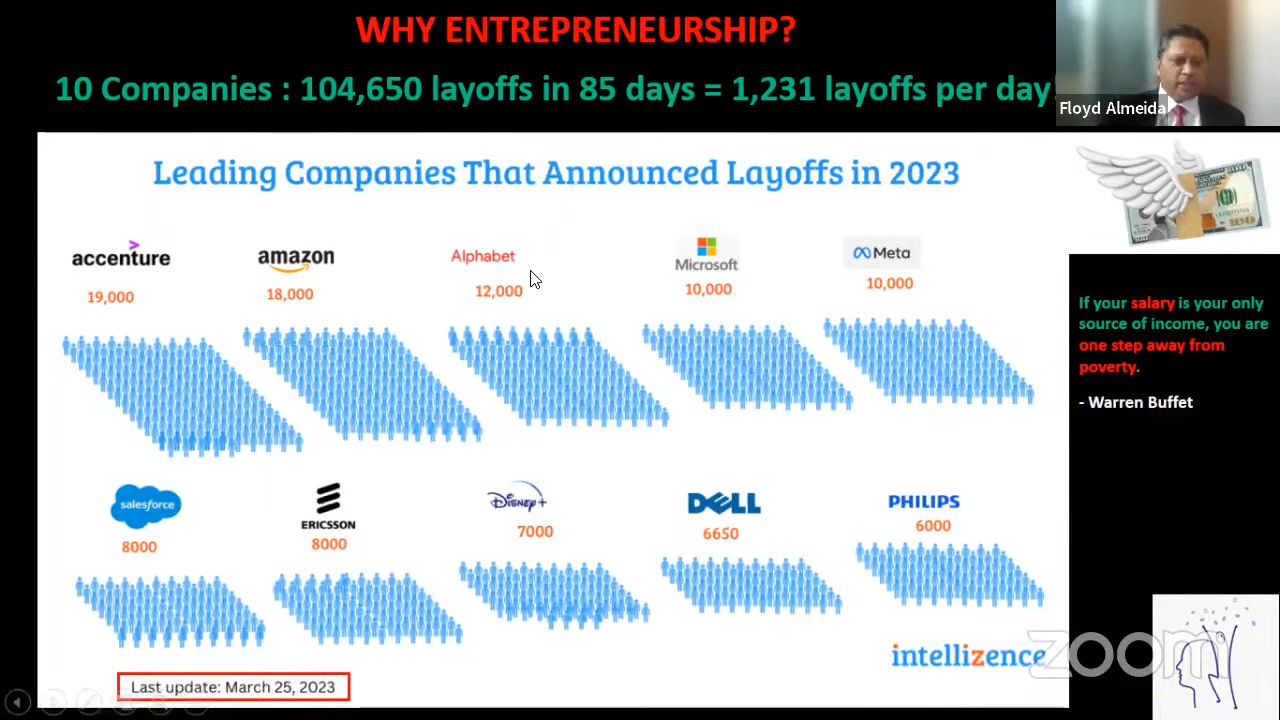 WHY ENTREPRENEURSHIP?
10 Companies : 104,650 layoffs in 85 days = 1,231 layoffs per day!
Floyd Almeida
Leading Companies That Announced Layoffs in 2023
accenture
19,000
amazon
18,000
Alphabet
12,000
Microsoft
10,000
Meta
10,000
If your salary is your only
source of income, you are
one step away from
poverty.
- Warren Buffet
salesforce
8000
ERICSSON
8000
Disney+
7000
DELL
6650
PHILIPS
6000
intellizence
zoom
Last update: March 25, 2023